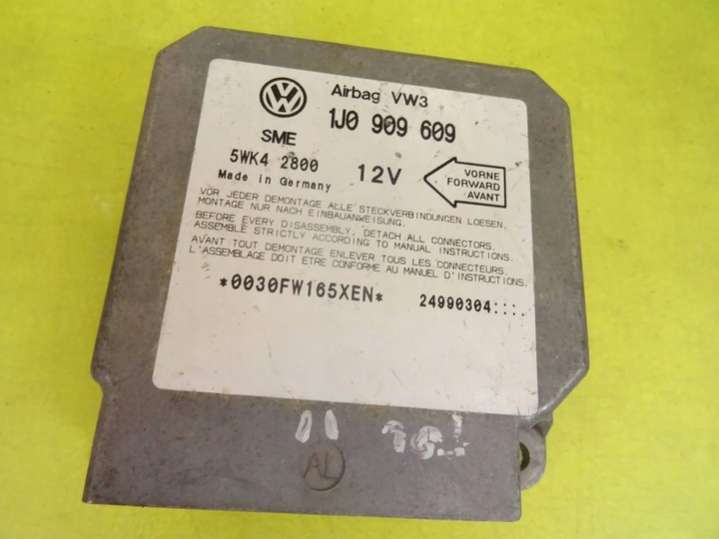 VW
Airbag VW3
1J0 909 609
SME
5WK4 2800
Made in Germany
12V
VORNE
FORWARD
AVANT
VOR JEDER DEMONTAGE ALLE STECKVERBINDUNGEN LOESEN.
MONTAGE NUR NACH EINBAUANWEISUNG.
BEFORE EVERY DISASSEMBLY, DETACH ALL CONNECTORS.
ASSEMBLE STRICTLY ACCORDING TO MANUAL INSTRUCTIONS.
AVANT TOUT DEMONTAGE ENLEVER TOUS LES CONNECTEURS.
L'ASSEMBLAGE DOIT ETRE CONFORME AU MANUEL D'INSTRUCTIONS.
*0030FW165XEN*
24990304::::.